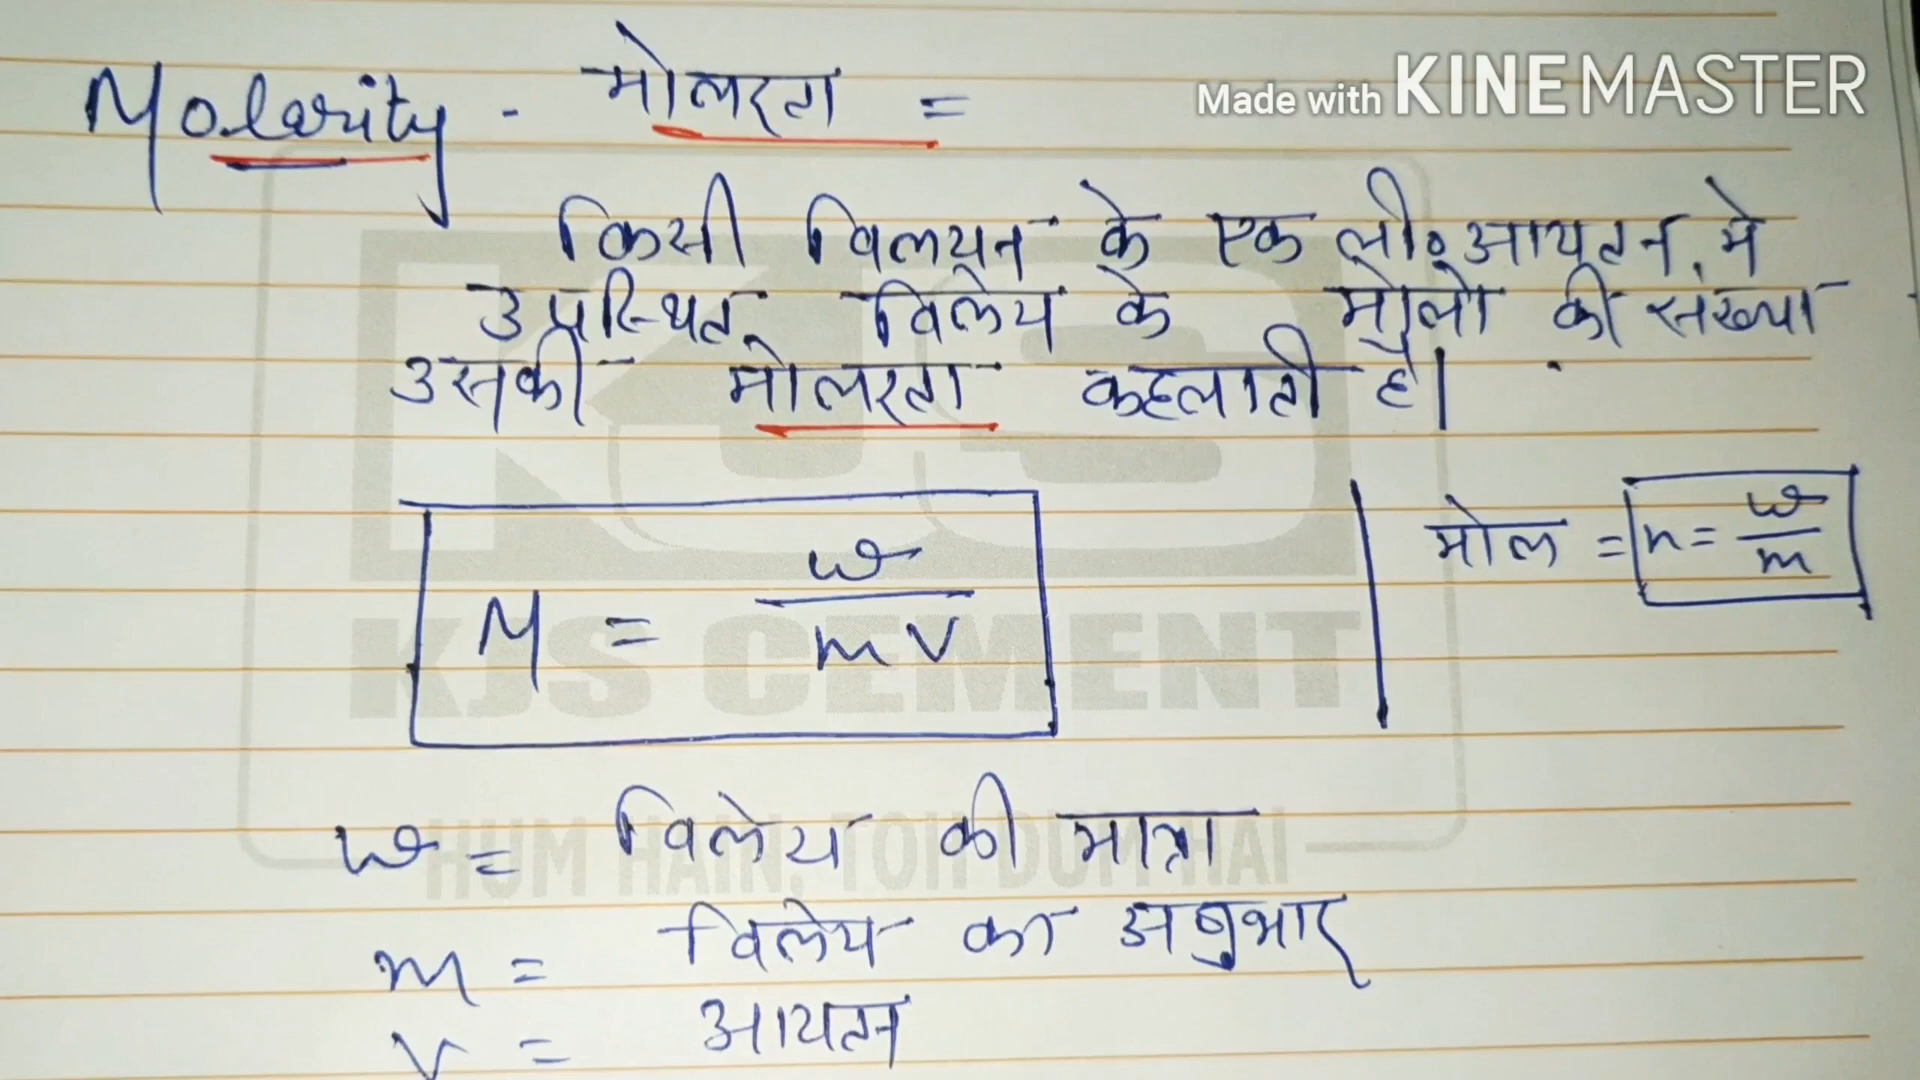 Molarity - मोलरता =
Made with KINEMASTER
किसी विलयन के एक ली० आयतन में
उपस्थित विलेय के मोलो की संख्या
उसकी मोलरता कहलाती है।
KJS
M = w / mV
मोल = n = w / m
KJS CEMENT
w = विलेय की मात्रा
HUM HAIN, TOH DUM HAI
m = विलेय का अणुभार
V = आयतन